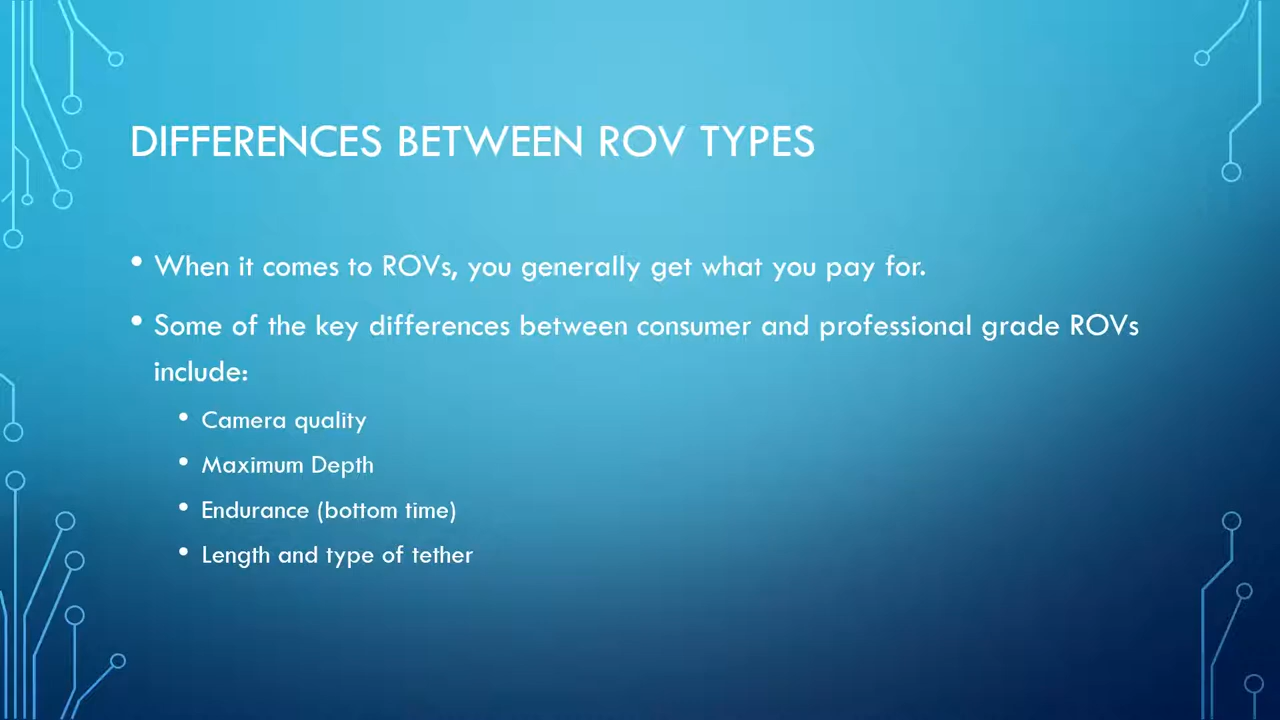 DIFFERENCES BETWEEN ROV TYPES
• When it comes to ROVs, you generally get what you pay for.
• Some of the key differences between consumer and professional grade ROVs
include:
• Camera quality
• Maximum Depth
• Endurance (bottom time)
• Length and type of tether